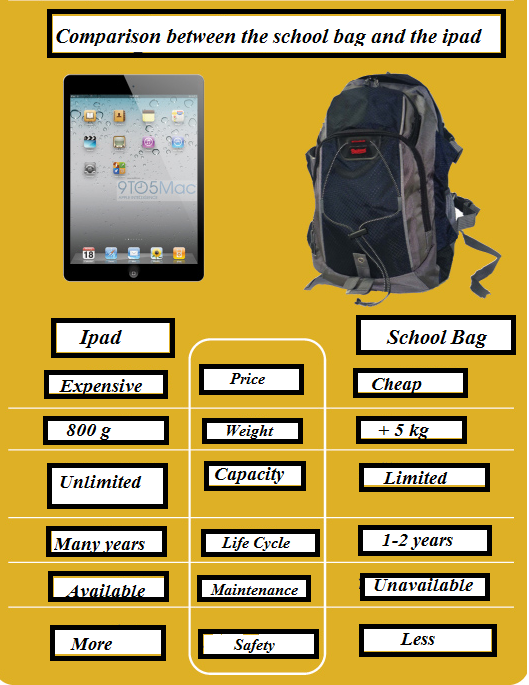 Comparison between the school bag and the ipad
9TO5Mac
18
Ipad
School Bag
Expensive
Price
Cheap
800 g
Weight
+ 5 kg
Unlimited
Capacity
Limited
Many years
Life Cycle
1-2 years
Available
Maintenance
Unavailable
More
Safety
Less